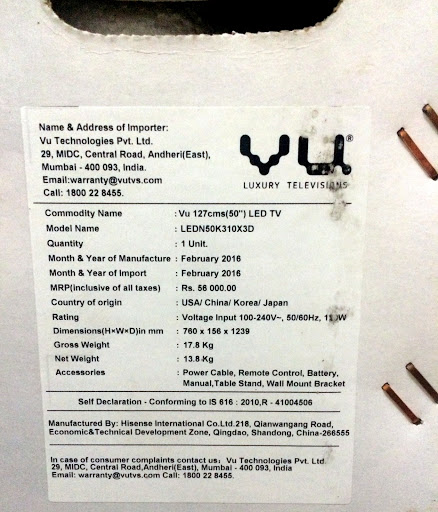 Name & Address of Importer:
Vu Technologies Pvt. Ltd.
29, MIDC, Central Road, Andheri(East),
Mumbai - 400 093, India.
Email:warranty@vutvs.com
Call: 1800 22 8455.
VU®
LUXURY TELEVISIONS
Commodity Name : Vu 127cms(50") LED TV
Model Name : LEDN50K310X3D
Quantity : 1 Unit.
Month & Year of Manufacture : February 2016
Month & Year of Import : February 2016
MRP(inclusive of all taxes) : Rs. 56 000.00
Country of origin : USA/ China/ Korea/ Japan
Rating : Voltage Input 100-240V~, 50/60Hz,
Dimensions(H×W×D)in mm : 760 x 156 x 1239
Gross Weight : 17.8 Kg
Net Weight : 13.8 Kg
Accessories : Power Cable, Remote Control, Battery,
Manual,Table Stand, Wall Mount Bracket
Self Declaration - Conforming to IS 616 : 2010,R - 41004506
Manufactured By: Hisense International Co.Ltd.218, Qianwangang Road,
Economic&Technical Development Zone, Qingdao, Shandong, China-266555
In case of consumer complaints contact us: Vu Technologies Pvt. Ltd.
29, MIDC, Central Road,Andheri(East), Mumbai - 400 093, India
Email: warranty@vutvs.com Call: 1800 22 8455.